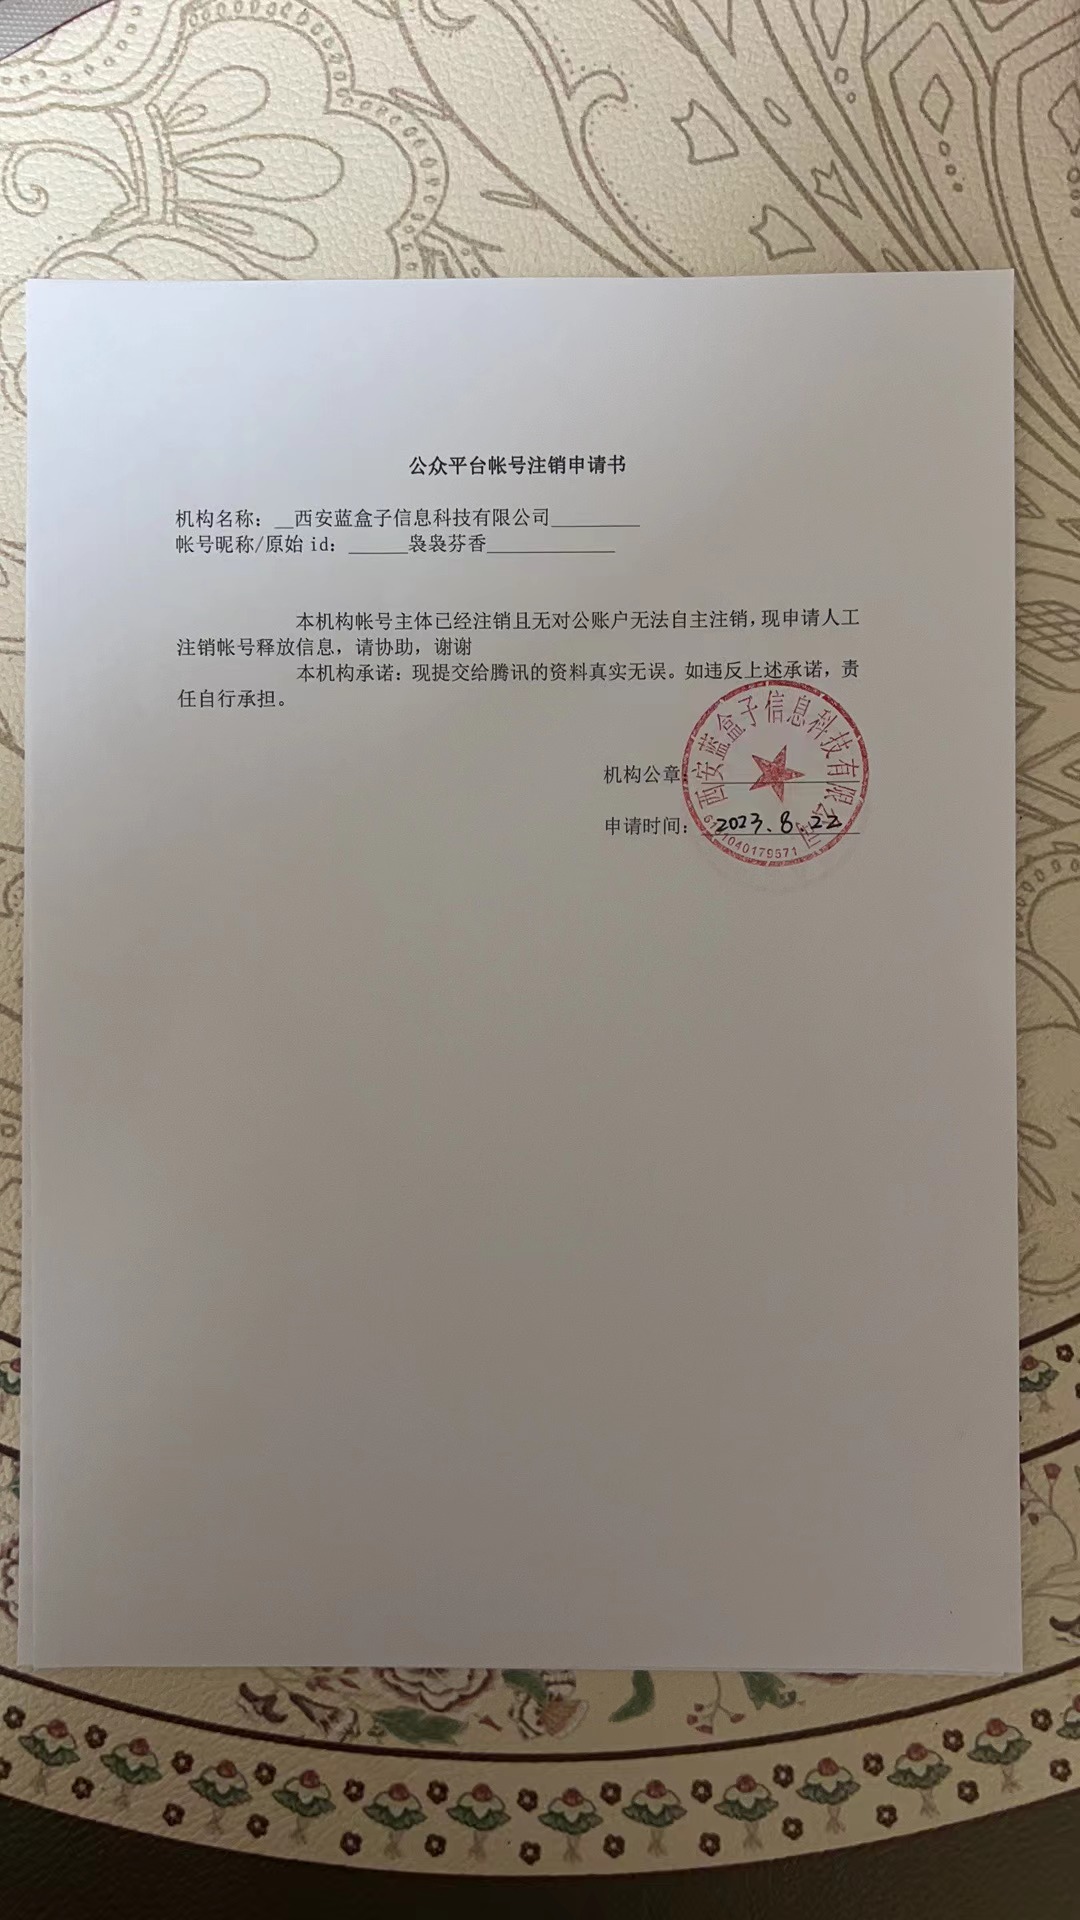 公众平台帐号注销申请书
机构名称：__西安蓝盒子信息科技有限公司_________
帐号昵称/原始id：______袅袅芬香_____________
本机构帐号主体已经注销且无对公账户无法自主注销，现申请人工
注销帐号释放信息，请协助，谢谢
本机构承诺：现提交给腾讯的资料真实无误。如违反上述承诺，责
任自行承担。
西安蓝盒子信息科技有限公司
机构公章
申请时间：2023.8.22
6101040179571